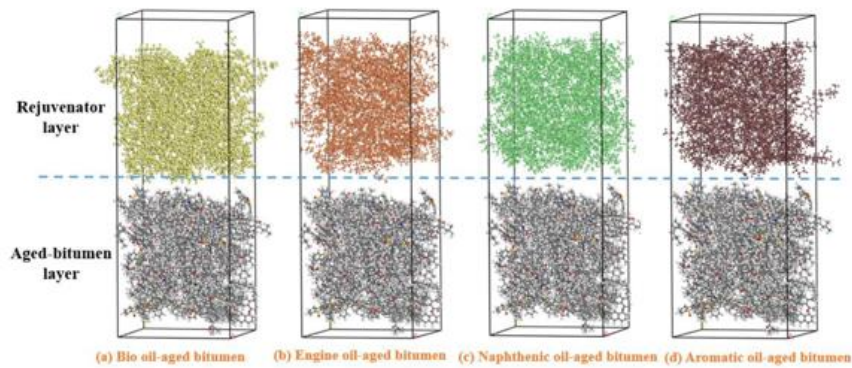 Rejuvenator
layer
Aged-bitumen
layer
(a) Bio oil-aged bitumen
(b) Engine oil-aged bitumen
(c) Naphthenic oil-aged bitumen
(d) Aromatic oil-aged bitumen